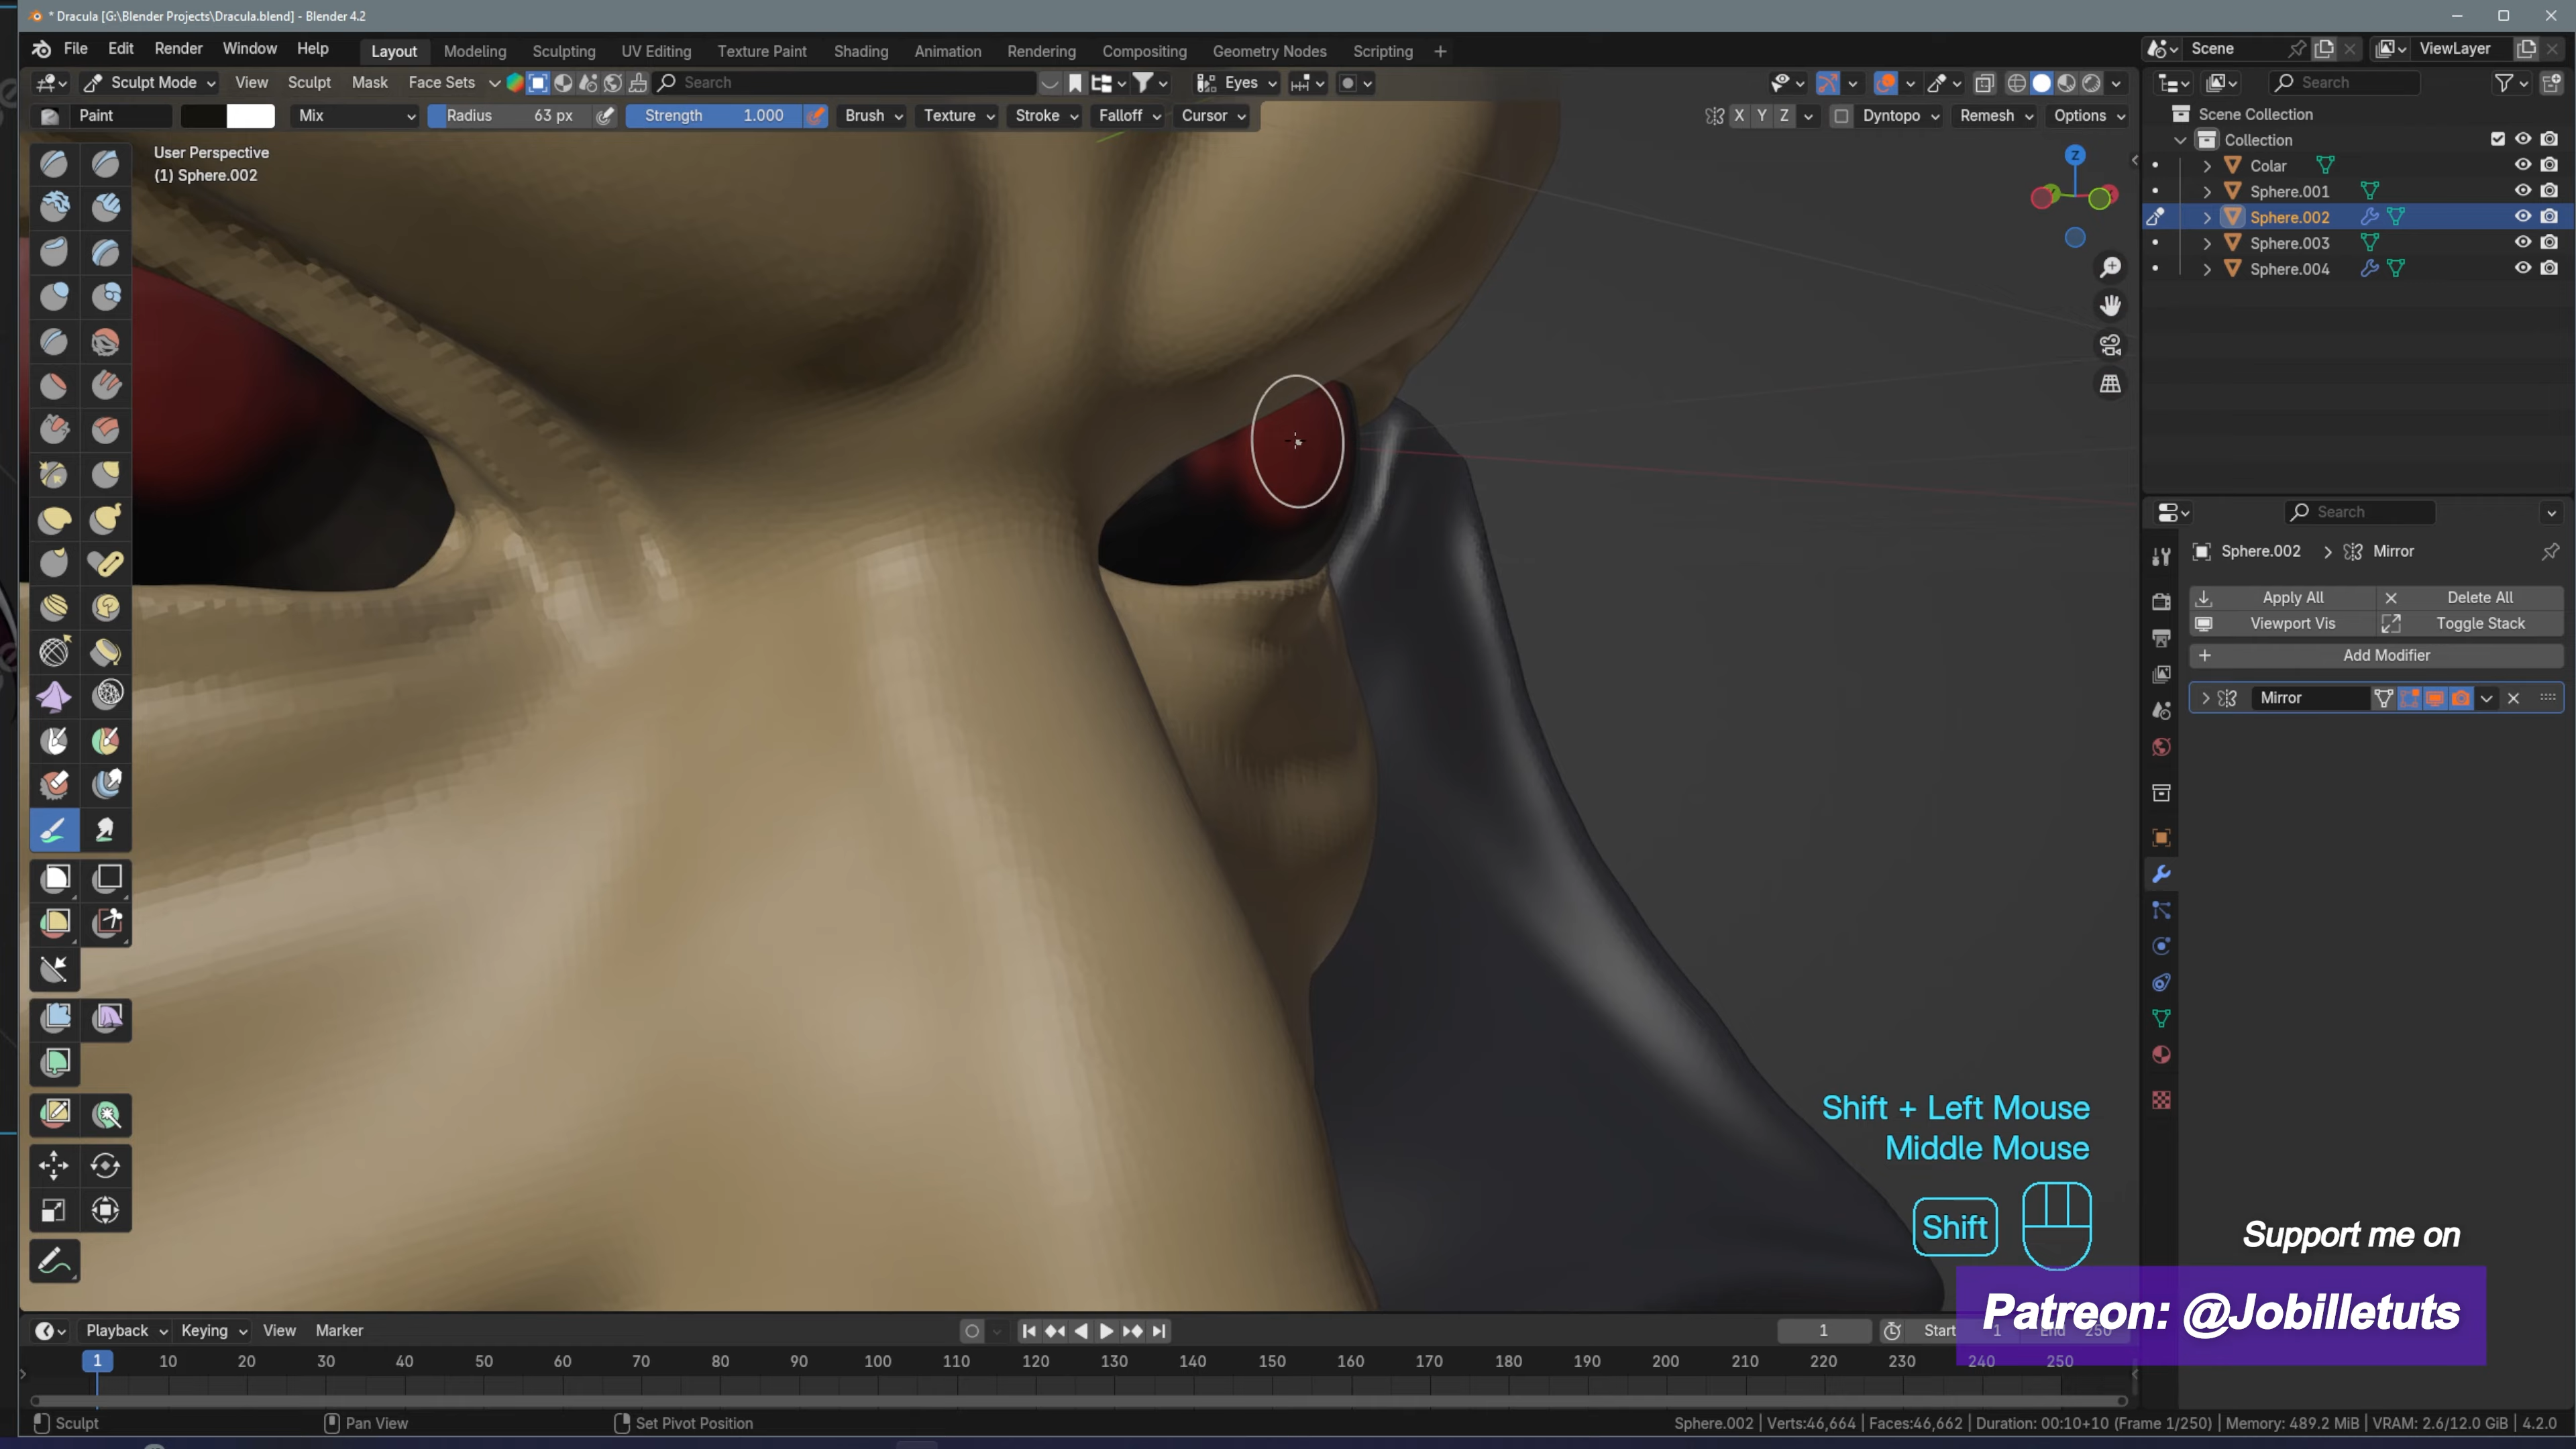 * Dracula [G:\Blender Projects\Dracula.blend] - Blender 4.2
File Edit Render Window Help Layout Modeling Sculpting UV Editing Texture Paint Shading Animation Rendering Compositing Geometry Nodes Scripting + Scene ViewLayer
Sculpt Mode View Sculpt Mask Face Sets Search Eyes Search
Paint Mix Radius 63 px Strength 1.000 Brush Texture Stroke Falloff Cursor X Y Z Dyntopo Remesh Options
User Perspective
(1) Sphere.002
Z
Scene Collection
Collection
Colar
Sphere.001
Sphere.002
Sphere.003
Sphere.004
Search
Sphere.002 > Mirror
Apply All Delete All
Viewport Vis Toggle Stack
Add Modifier
Mirror
Shift + Left Mouse
Middle Mouse
Shift
Support me on
Patreon: @Jobilletuts
Playback Keying View Marker 1 Start 1 End 250
1 10 20 30 40 50 60 70 80 90 100 110 120 130 140 150 160 170 180 190 200 210 220 230 240 250
Sculpt Pan View Set Pivot Position Sphere.002 | Verts:46,664 | Faces:46,662 | Duration: 00:10+10 (Frame 1/250) | Memory: 489.2 MiB | VRAM: 2.6/12.0 GiB | 4.2.0